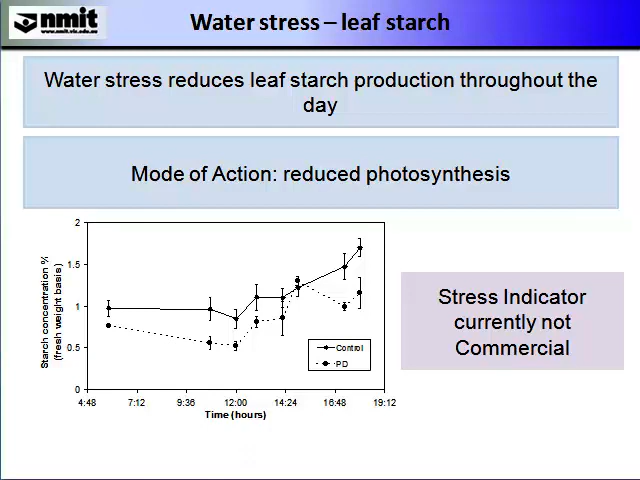 nmit
www.nmit.vic.edu.au
Water stress – leaf starch
Water stress reduces leaf starch production throughout the
day
Mode of Action: reduced photosynthesis
2
1.5
1
0.5
0
Starch concentration %
(fresh weight basis)
Control
PD
4:48 7:12 9:36 12:00 14:24 16:48 19:12
Time (hours)
Stress Indicator
currently not
Commercial